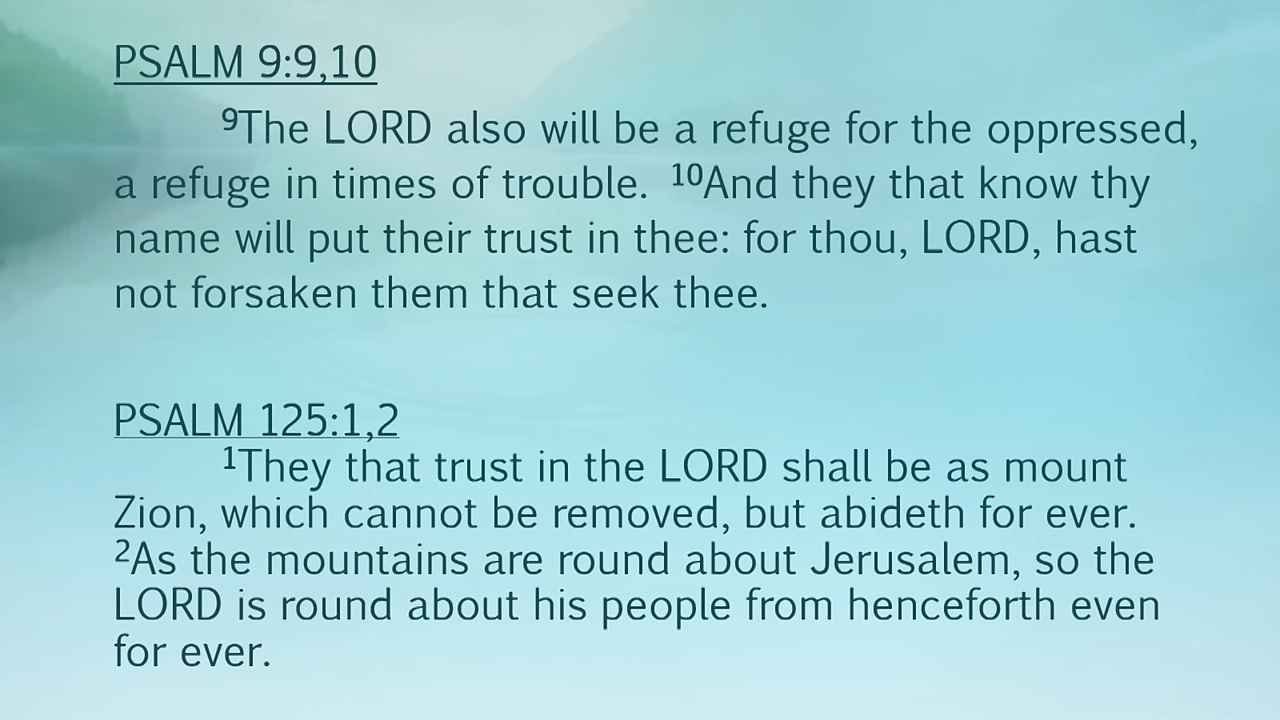 PSALM 9:9,10
⁹The LORD also will be a refuge for the oppressed,
a refuge in times of trouble. ¹⁰And they that know thy
name will put their trust in thee: for thou, LORD, hast
not forsaken them that seek thee.
PSALM 125:1,2
¹They that trust in the LORD shall be as mount
Zion, which cannot be removed, but abideth for ever.
²As the mountains are round about Jerusalem, so the
LORD is round about his people from henceforth even
for ever.